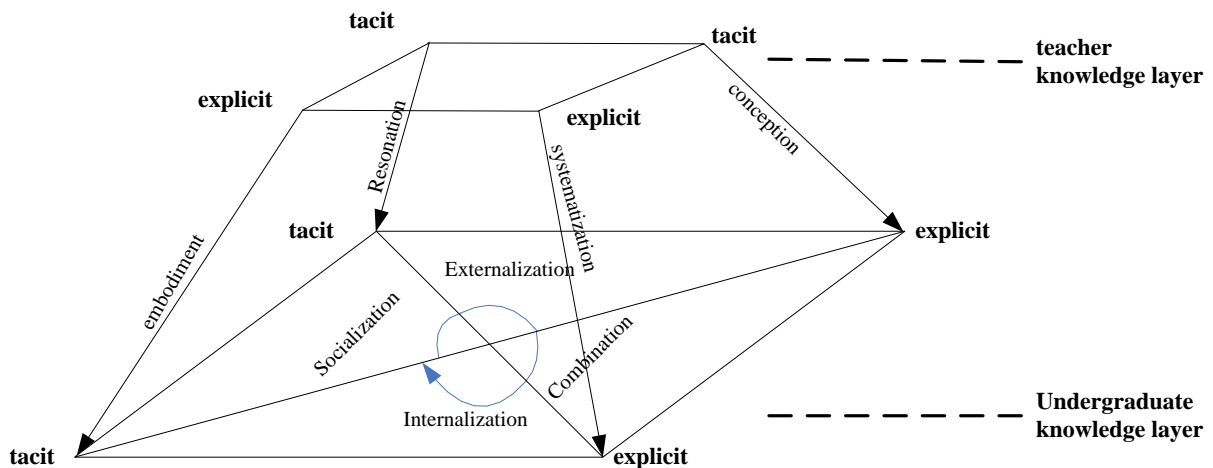 tacit
tacit
teacher
knowledge layer
explicit
explicit
Resonation
conception
systematization
embodiment
tacit
explicit
Externalization
Socialization
Combination
Internalization
Undergraduate
knowledge layer
tacit
explicit